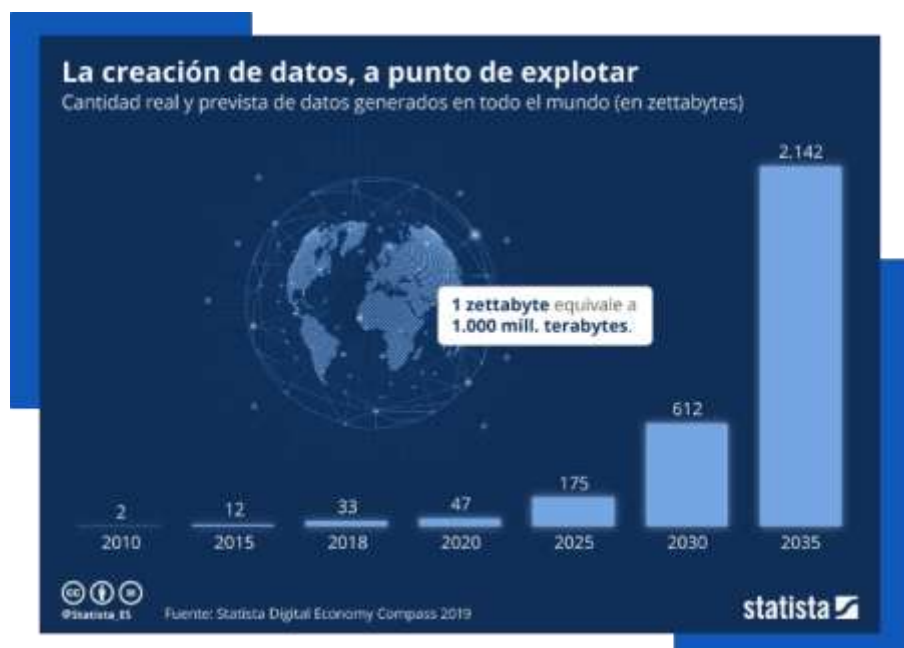 La creación de datos, a punto de explotar
Cantidad real y prevista de datos generados en todo el mundo (en zettabytes)
2.142
1 zettabyte equivale a
1.000 mill. terabytes.
612
175
47
33
12
2
2010 2015 2018 2020 2025 2030 2035
@Statista_ES Fuente: Statista Digital Economy Compass 2019
statista